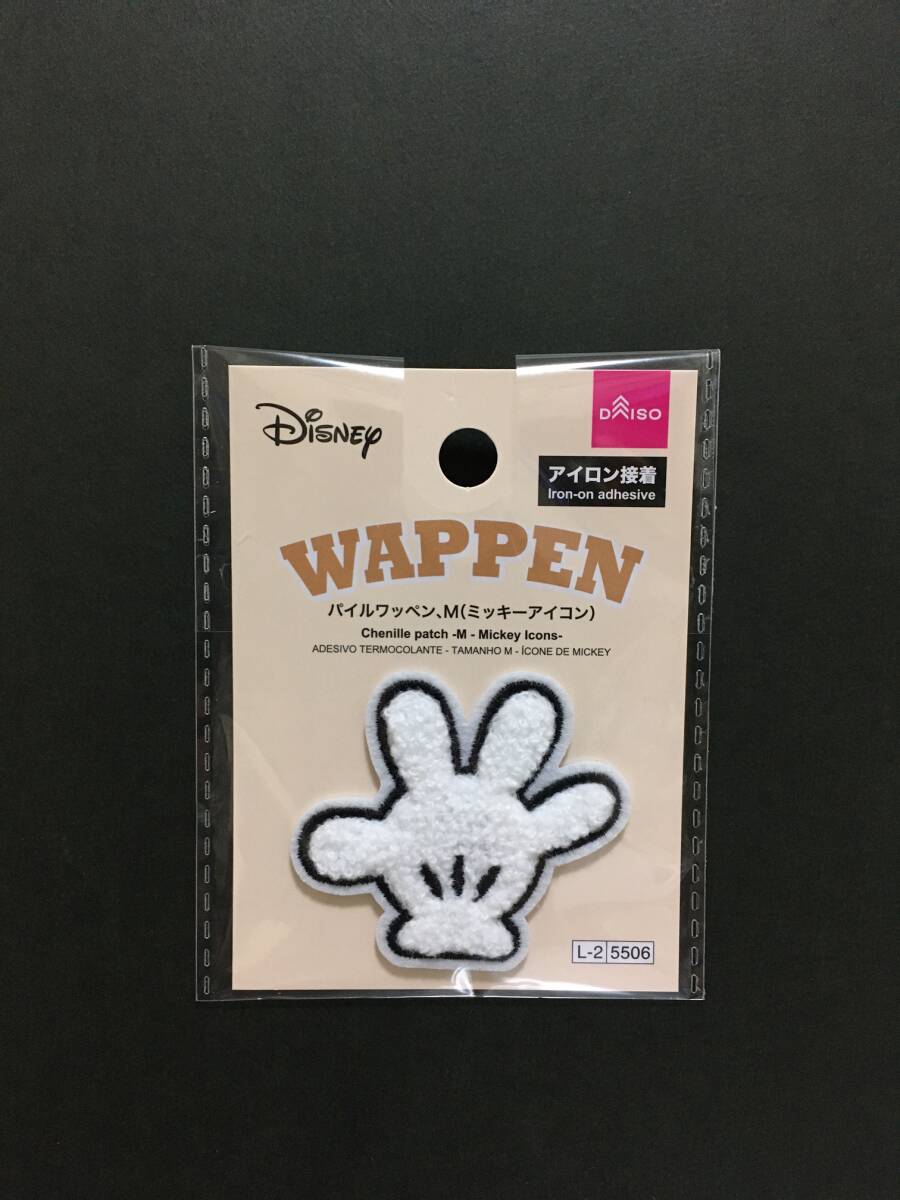 Disney
DAISO
アイロン接着
Iron-on adhesive
WAPPEN
パイルワッペン、M(ミッキーアイコン)
Chenille patch -M - Mickey Icons-
ADESIVO TERMOCOLANTE - TAMANHO M - ÍCONE DE MICKEY
L-2 5506